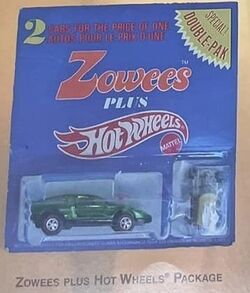 2 CARS FOR THE PRICE OF ONE
AUTOS POUR LE PRIX D'UNE
SPECIAL!
DOUBLE-PAK
Zowees™
PLUS
Hot Wheels
MATTEL
ZOWEES PLUS HOT WHEELS® PACKAGE